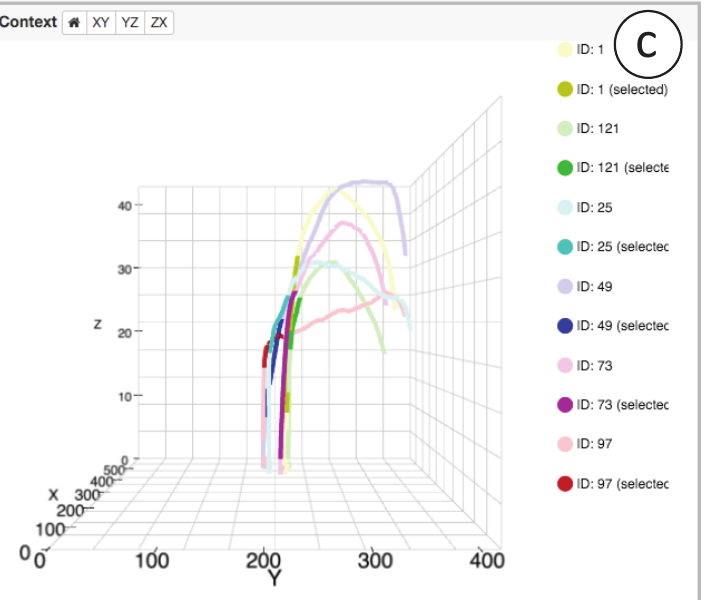 Context XY YZ ZX
C
ID: 1
ID: 1 (selected)
ID: 121
ID: 121 (selecte
ID: 25
ID: 25 (selectec
ID: 49
ID: 49 (selectec
ID: 73
ID: 73 (selectec
ID: 97
ID: 97 (selectec
40
30
Z
20
10
0
500
400
X 300
200
100
0
0 100 200 300 400
Y